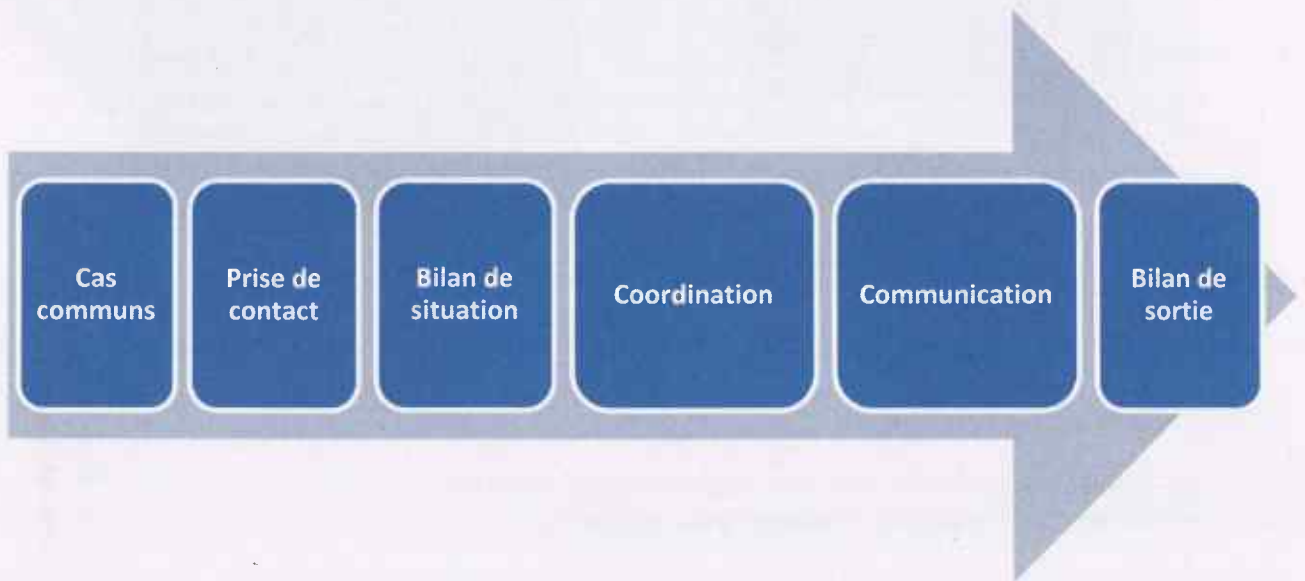 Cas
communs
Prise de
contact
Bilan de
situation
Coordination
Communication
Bilan de
sortie